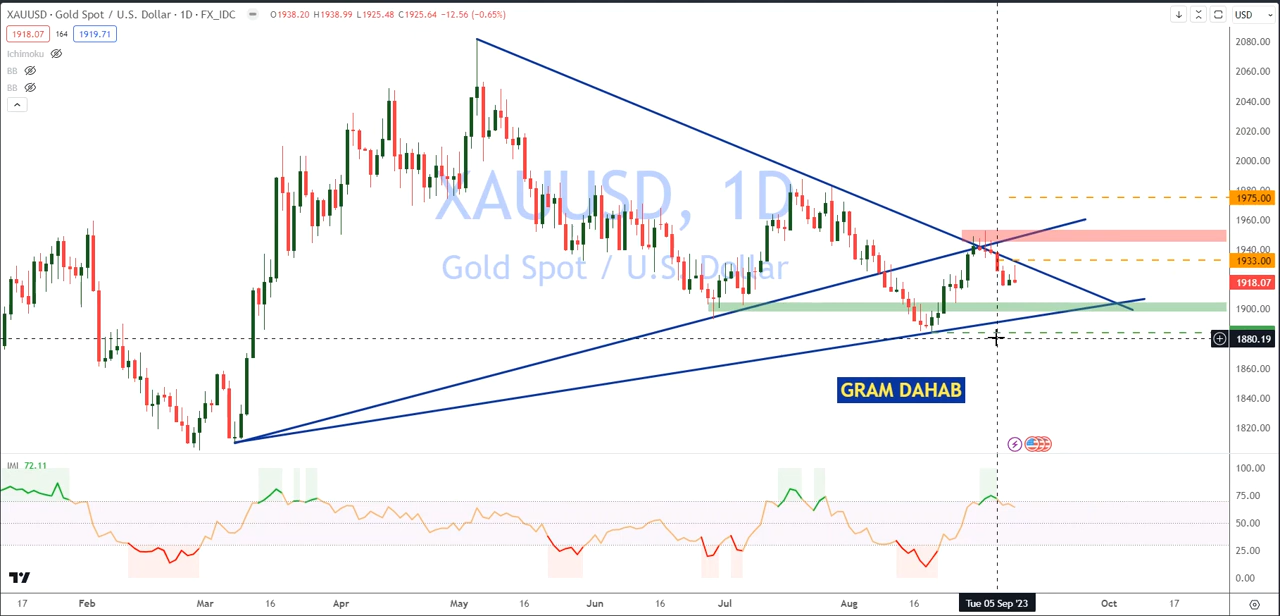 XAUUSD · Gold Spot / U.S. Dollar · 1D · FX_IDC O1938.20 H1938.99 L1925.48 C1925.64 −12.56 (−0.65%)
USD
1918.07 164 1919.71
Ichimoku
BB
BB
XAUUSD, 1D
Gold Spot / U.S. Dollar
2080.00
2060.00
2040.00
2020.00
2000.00
1975.00
1960.00
1940.00
1933.00
1918.07
1900.00
1880.19
1860.00
1840.00
1820.00
GRAM DAHAB
IMI 72.11
100.00
75.00
50.00
25.00
0.00
17 Feb Mar 16 Apr May 16 Jun 16 Jul Aug 16 Tue 05 Sep '23 Oct 17